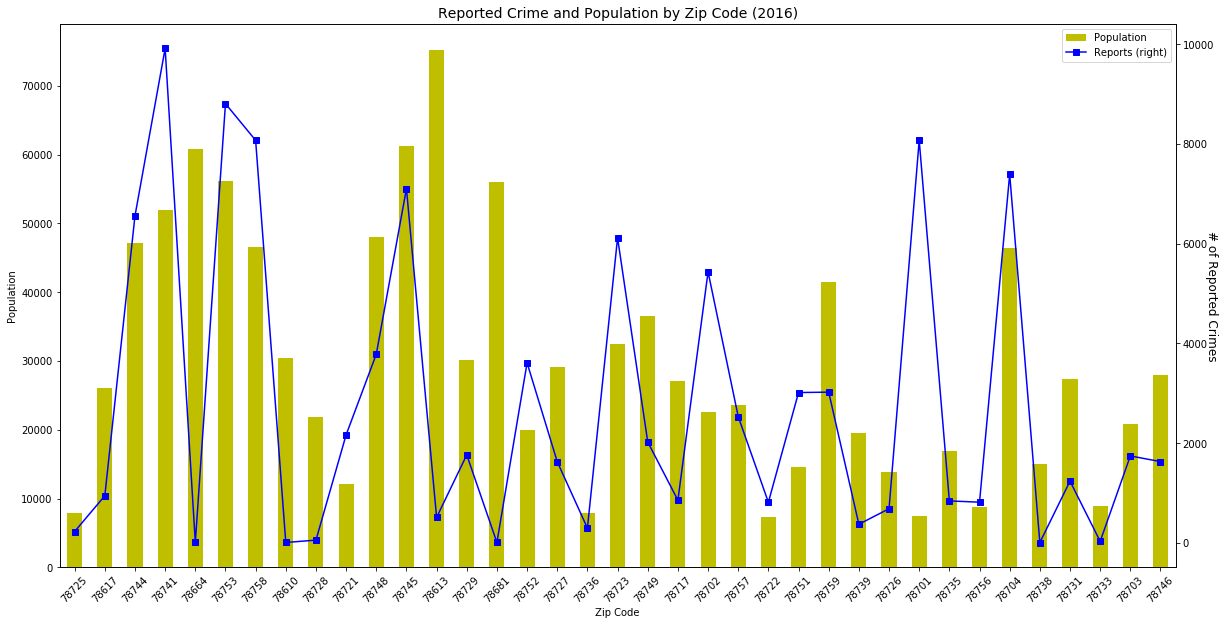 Reported Crime and Population by Zip Code (2016)
Population
Reports (right)
70000
60000
50000
40000
30000
20000
10000
0
Population
10000
8000
6000
4000
2000
0
# of Reported Crimes
78725 78617 78744 78741 78664 78753 78758 78610 78728 78721 78748 78745 78613 78729 78681 78752 78727 78736 78723 78749 78717 78702 78757 78722 78751 78759 78739 78726 78701 78735 78756 78704 78738 78731 78733 78703 78746
Zip Code